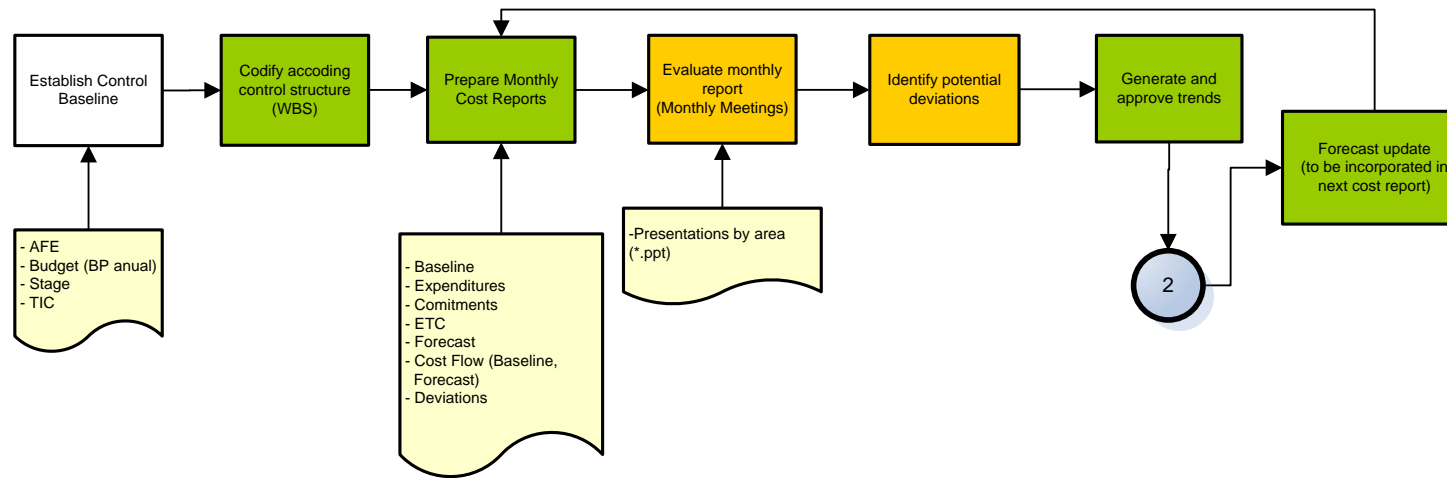 Establish Control
Baseline
Codify accoding
control structure
(WBS)
Prepare Monthly
Cost Reports
Evaluate monthly
report
(Monthly Meetings)
Identify potential
deviations
Generate and
approve trends
Forecast update
(to be incorporated in
next cost report)
- AFE
- Budget (BP anual)
- Stage
- TIC
- Baseline
- Expenditures
- Comitments
- ETC
- Forecast
- Cost Flow (Baseline,
Forecast)
- Deviations
-Presentations by area
(*.ppt)
2